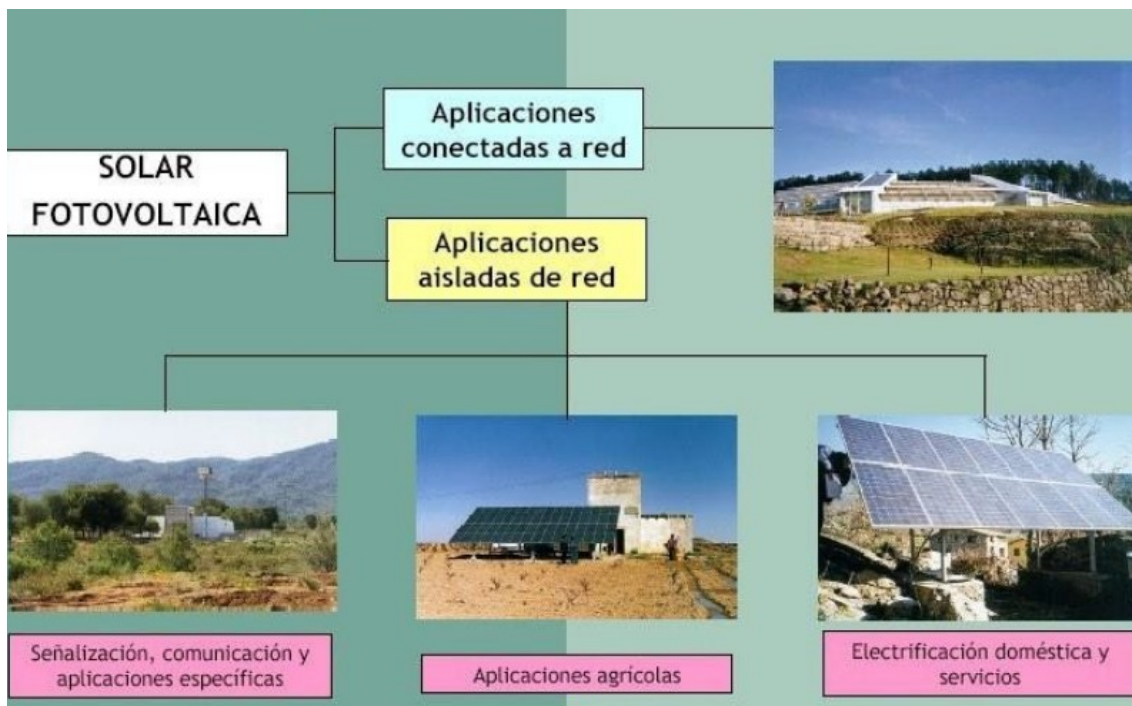 Aplicaciones
conectadas a red
SOLAR
FOTOVOLTAICA
Aplicaciones
aisladas de red
Señalización, comunicación y
aplicaciones específicas
Aplicaciones agrícolas
Electrificación doméstica y
servicios